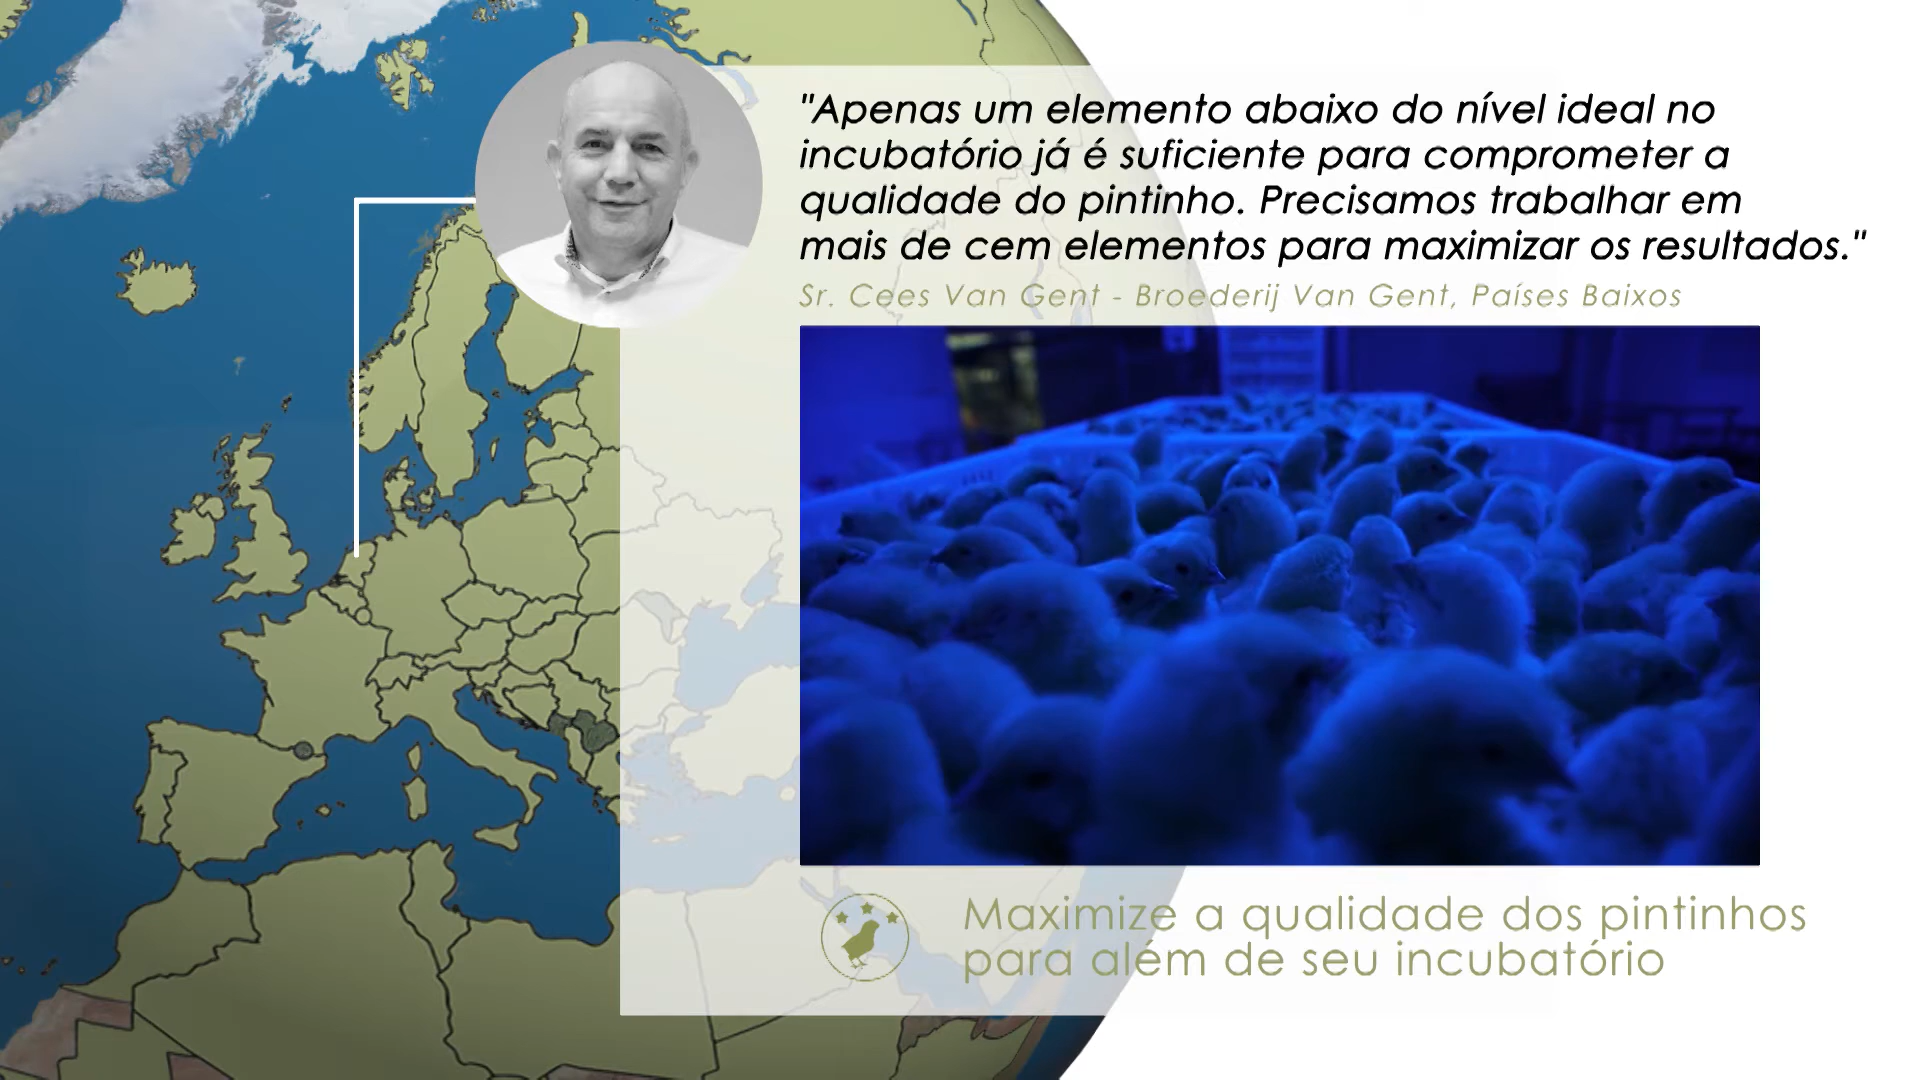 "Apenas um elemento abaixo do nível ideal no
incubatório já é suficiente para comprometer a
qualidade do pintinho. Precisamos trabalhar em
mais de cem elementos para maximizar os resultados."
Sr. Cees Van Gent - Broederij Van Gent, Países Baixos
Maximize a qualidade dos pintinhos
para além de seu incubatório